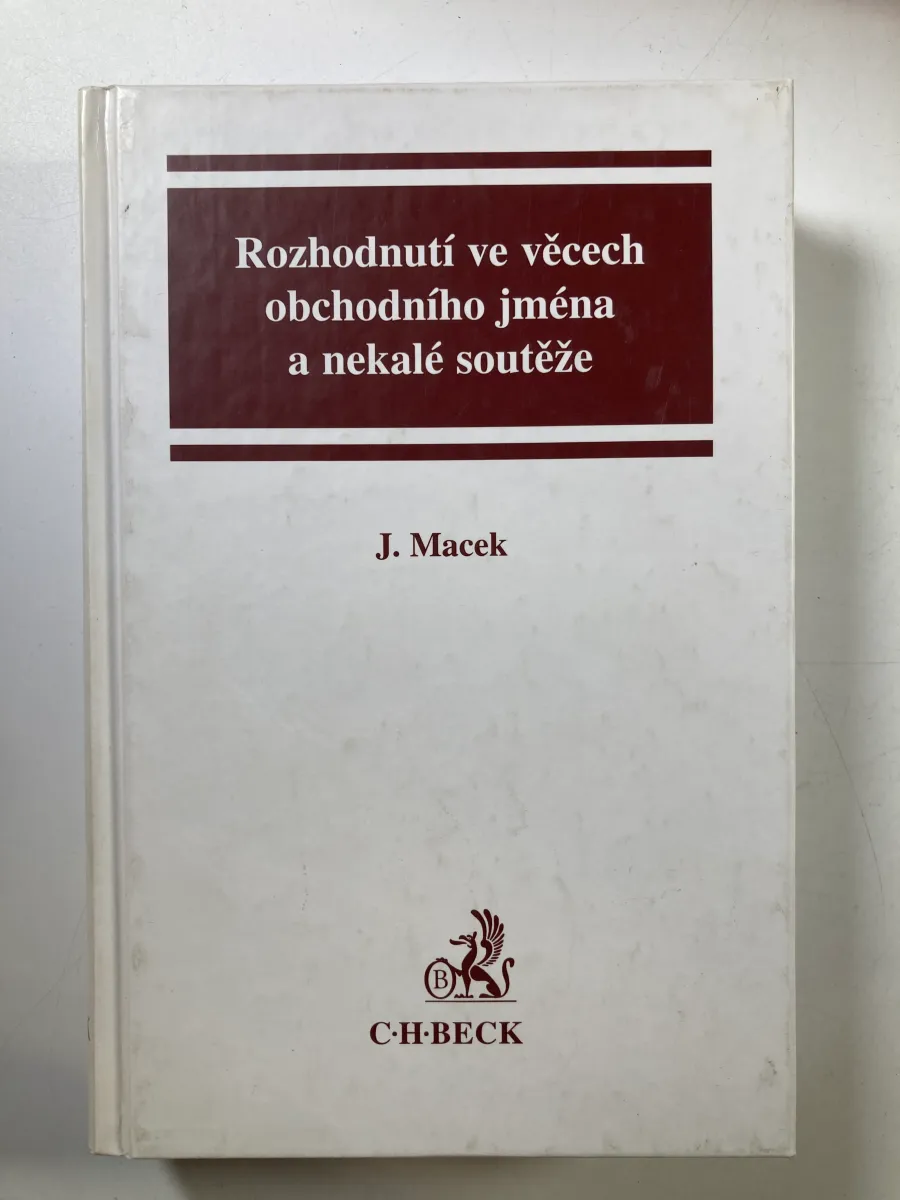 Rozhodnutí ve věcech
obchodního jména
a nekalé soutěže
J. Macek
B
C·H·BECK